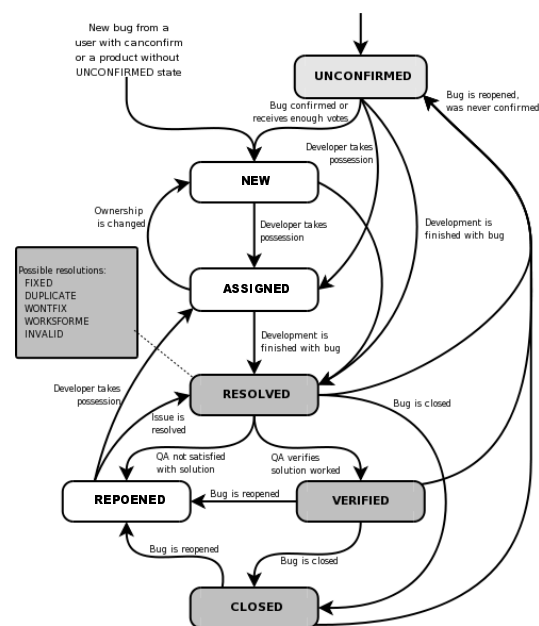 New bug from a
user with canconfirm
or a product without
UNCONFIRMED state
UNCONFIRMED
Bug confirmed or
receives enough votes
Bug is reopened,
was never confirmed
Developer takes
possession
NEW
Ownership
is changed
Developer takes
possession
Development is
finished with bug
Possible resolutions:
FIXED
DUPLICATE
WONTFIX
WORKSFORME
INVALID
ASSIGNED
Development is
finished with bug
Developer takes
possession
RESOLVED
Bug is closed
Issue is
resolved
QA not satisfied
with solution
QA verifies
solution worked
REPOENED
Bug is reopened
VERIFIED
Bug is reopened
Bug is closed
CLOSED